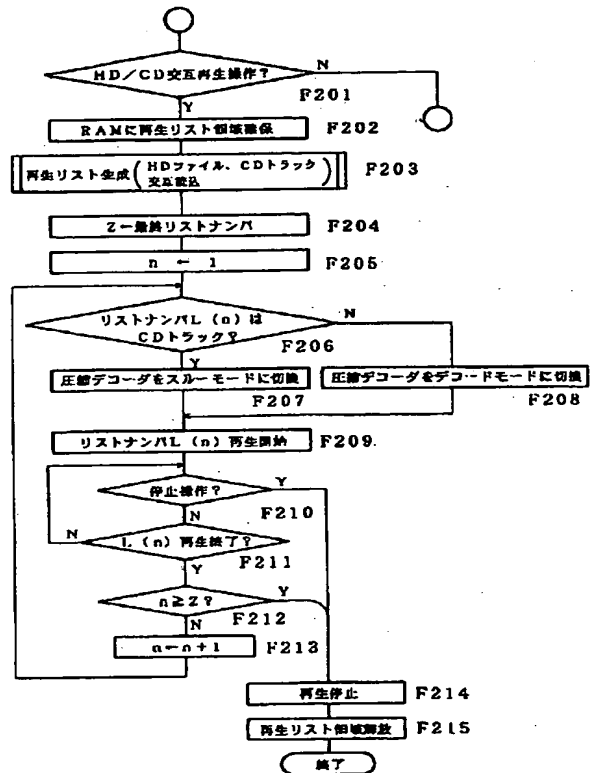 HD/CD交互再生操作?
N
F201
Y
RAMに再生リスト領域確保
F202
再生リスト生成(HDファイル、CDトラック
交互読込)
F203
Z←最終リストナンバ
F204
n ← 1
F205
リストナンバL(n)は
CDトラック?
N
F206
Y
圧縮デコーダをスルーモードに切換
F207
圧縮デコーダをデコードモードに切換
F208
リストナンバL(n)再生開始
F209
停止操作?
Y
F210
N
L(n)再生終了?
N
F211
Y
n≧Z?
Y
F212
N
n←n+1
F213
再生停止
F214
再生リスト領域解放
F215
終了